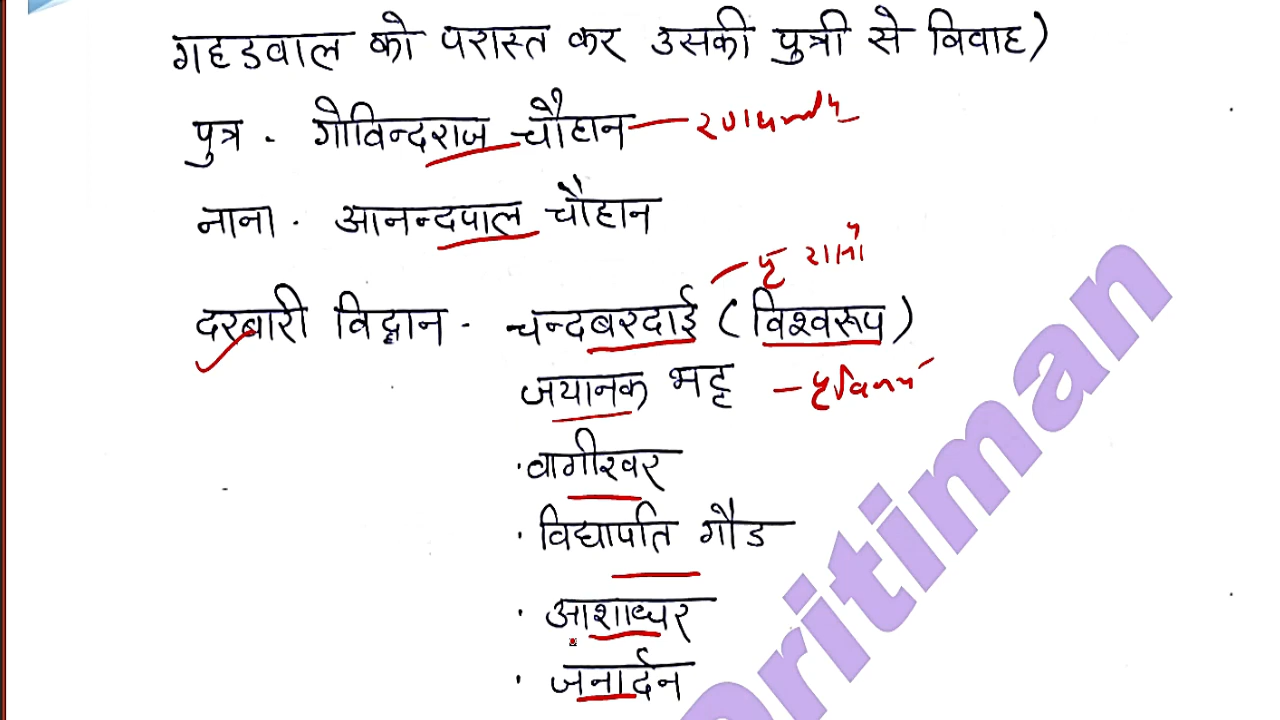 गहडवाल को परास्त कर उसकी पुत्री से विवाह)
पुत्र - गोविन्दराज चौहान —
नाना - आनन्दपाल चौहान
पृ रासो
दरबारी विद्वान - चन्दबरदाई (विश्वरूप)
जयानक भट्ट —
· वागीश्वर
· विद्यापति गौड
· आशाधर
· जनार्दन